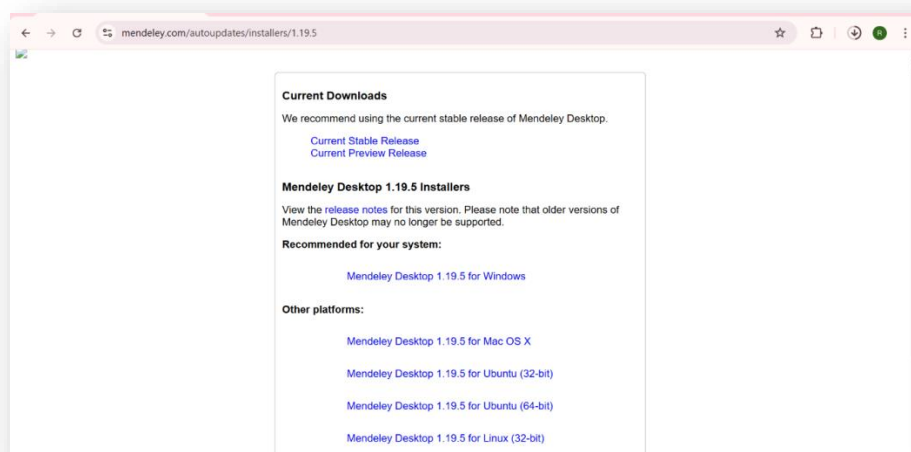 mendeley.com/autoupdates/installers/1.19.5
R
Current Downloads
We recommend using the current stable release of Mendeley Desktop.
Current Stable Release
Current Preview Release
Mendeley Desktop 1.19.5 Installers
View the release notes for this version. Please note that older versions of
Mendeley Desktop may no longer be supported.
Recommended for your system:
Mendeley Desktop 1.19.5 for Windows
Other platforms:
Mendeley Desktop 1.19.5 for Mac OS X
Mendeley Desktop 1.19.5 for Ubuntu (32-bit)
Mendeley Desktop 1.19.5 for Ubuntu (64-bit)
Mendeley Desktop 1.19.5 for Linux (32-bit)